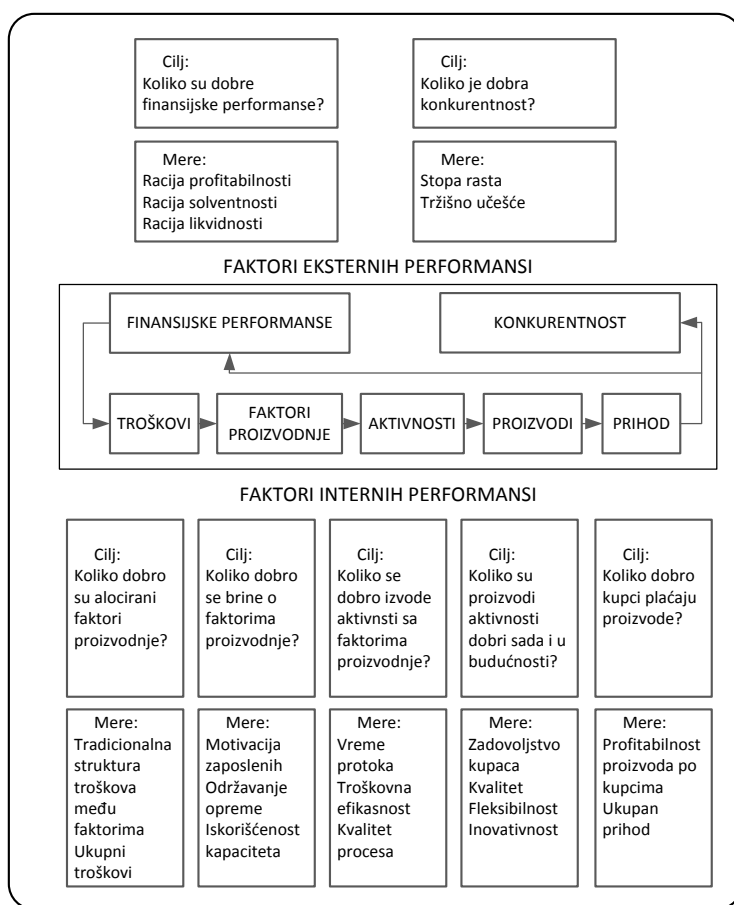 Cilj:
Koliko su dobre
finansijske performanse?
Cilj:
Koliko je dobra
konkurentnost?
Mere:
Racija profitabilnosti
Racija solventnosti
Racija likvidnosti
Mere:
Stopa rasta
Tržišno učešće
FAKTORI EKSTERNIH PERFORMANSI
FINANSIJSKE PERFORMANSE
KONKURENTNOST
TROŠKOVI
FAKTORI
PROIZVODNJE
AKTIVNOSTI
PROIZVODI
PRIHOD
FAKTORI INTERNIH PERFORMANSI
Cilj:
Koliko dobro
su alocirani
faktori
proizvodnje?
Cilj:
Koliko dobro
se brine o
faktorima
proizvodnje?
Cilj:
Koliko se
dobro izvode
aktivnsti sa
faktorima
proizvodnje?
Cilj:
Koliko su
proizvodi
aktivnosti
dobri sada i u
budućnosti?
Cilj:
Koliko dobro
kupci plaćaju
proizvode?
Mere:
Tradicionalna
struktura
troškova
među
faktorima
Ukupni
troškovi
Mere:
Motivacija
zaposlenih
Održavanje
opreme
Iskorišćenost
kapaciteta
Mere:
Vreme
protoka
Troškovna
efikasnost
Kvalitet
procesa
Mere:
Zadovoljstvo
kupaca
Kvalitet
Fleksibilnost
Inovativnost
Mere:
Profitabilnost
proizvoda po
kupcima
Ukupan
prihod